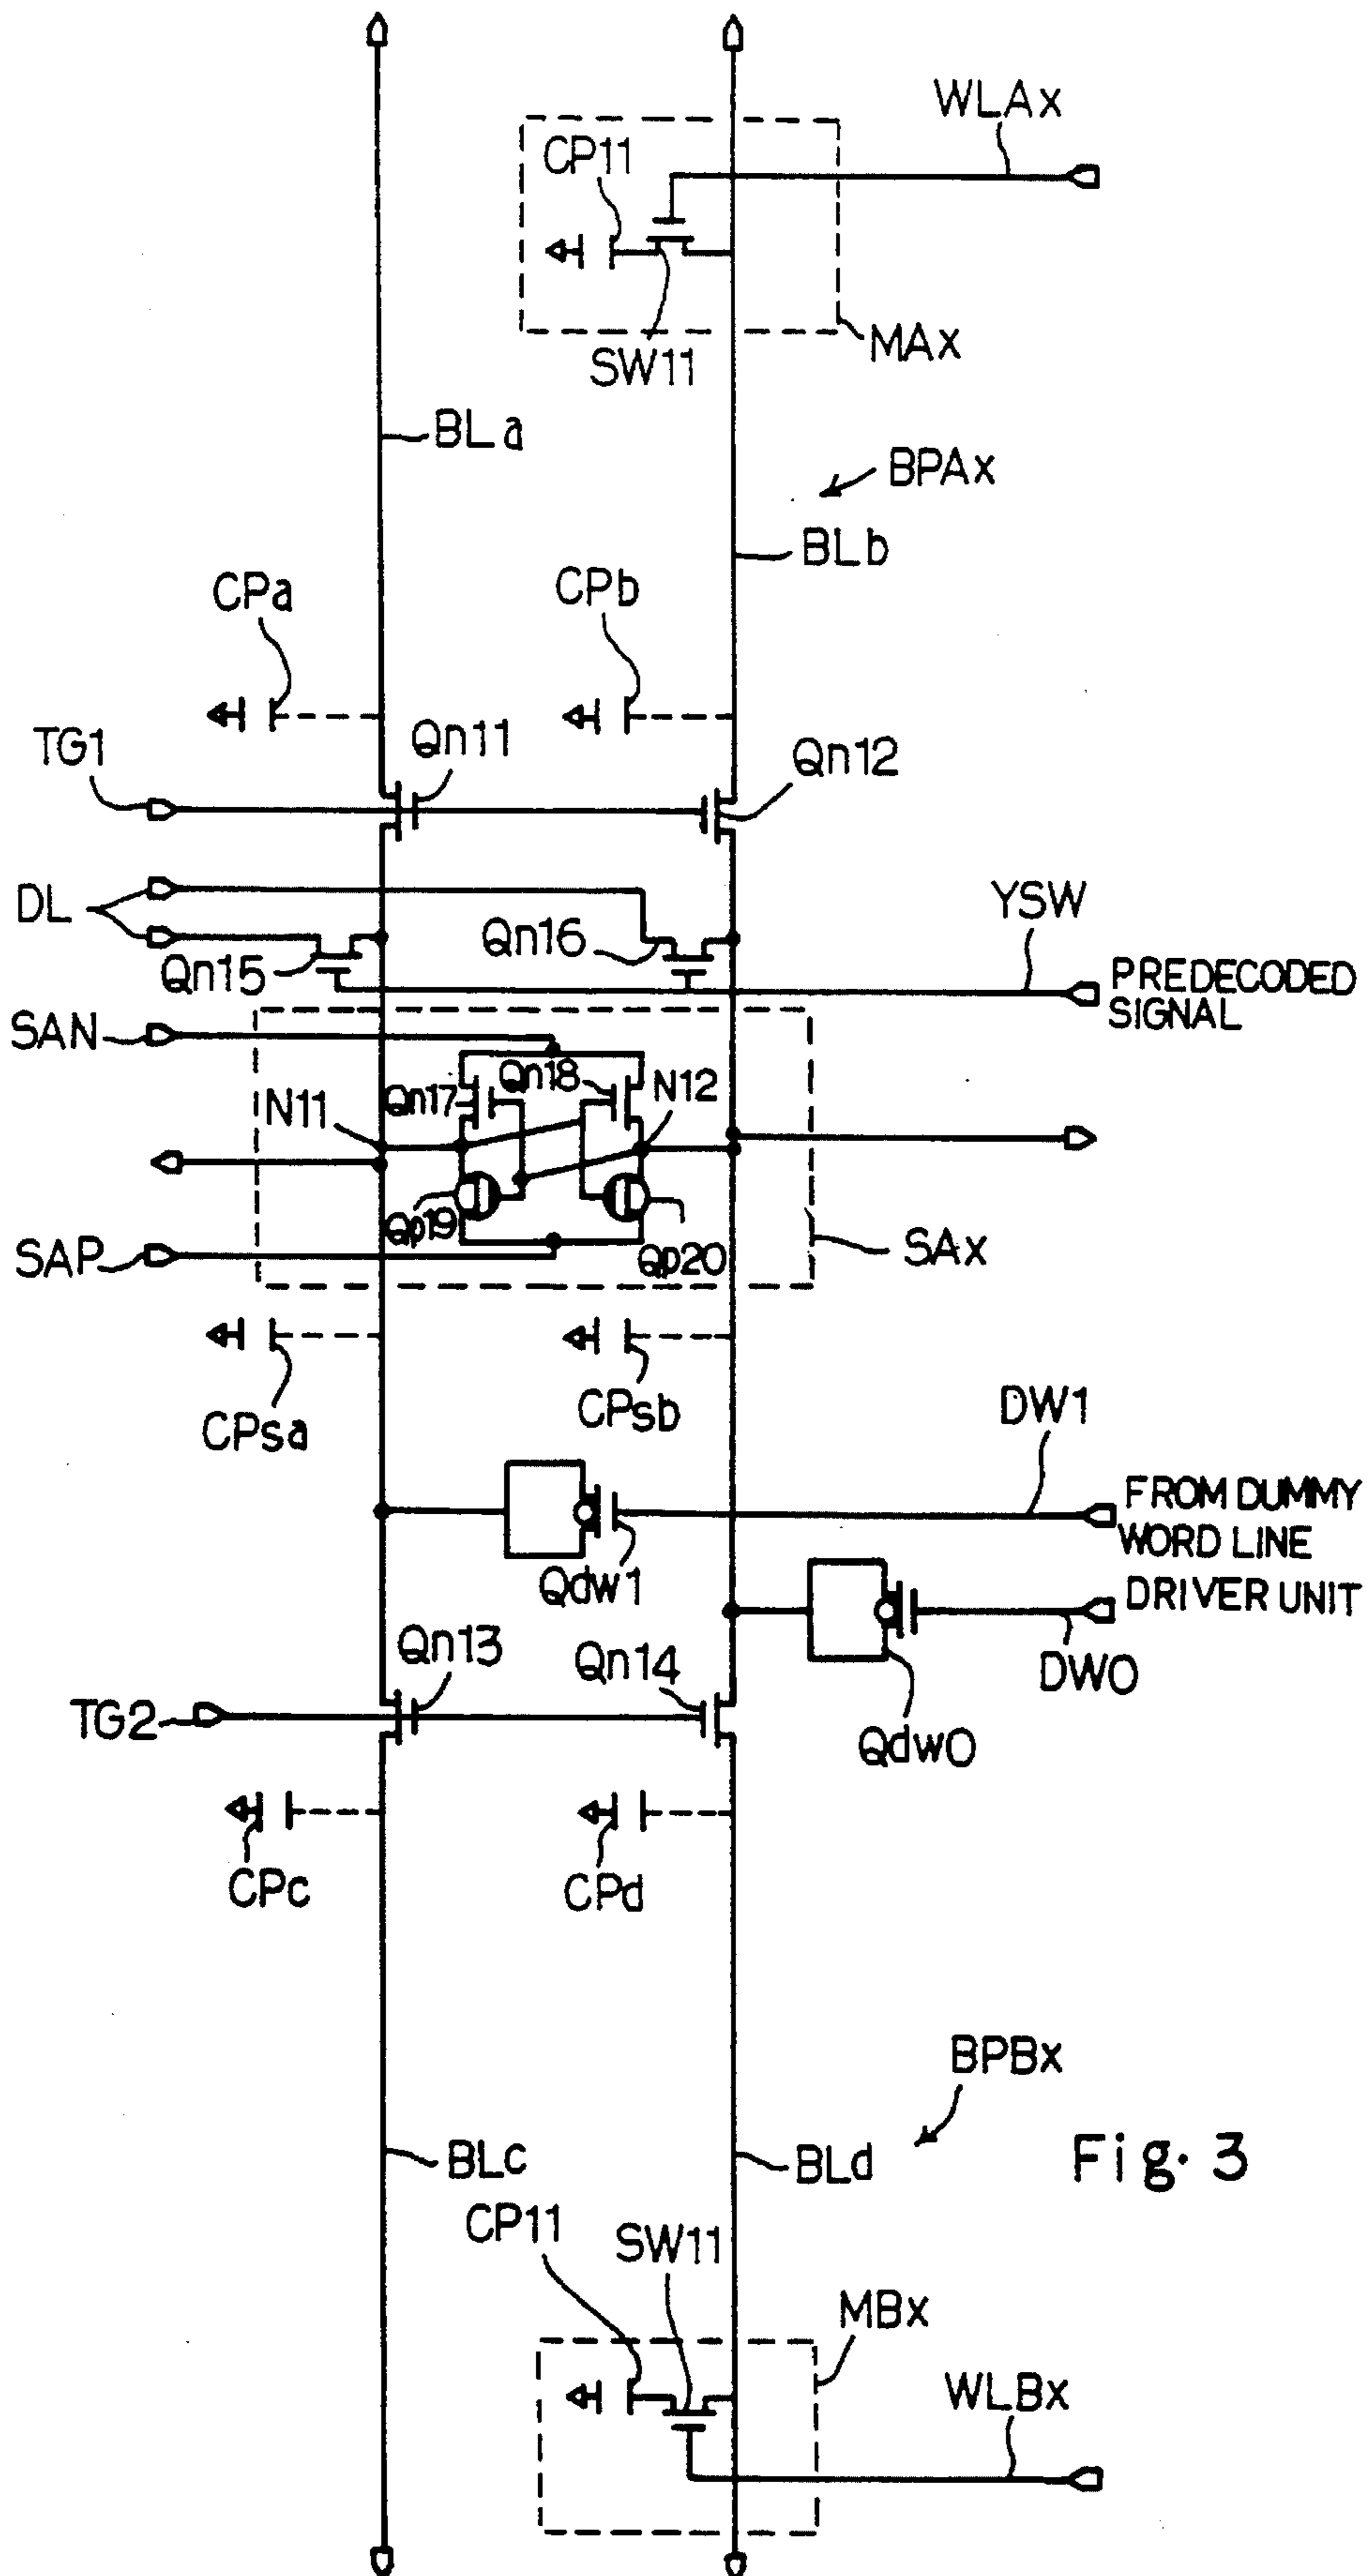 WLAx
CP11
SW11
MAx
BLa
BPAx
BLb
CPa
CPb
TG1
Qn11
Qn12
DL
Qn15
Qn16
YSW
PREDECODED
SIGNAL
SAN
Qn17
Qn18
N11
N12
Qp19
Qp20
SAP
SAx
CPsa
CPsb
DW1
FROM DUMMY
WORD LINE
DRIVER UNIT
Qdw1
DW0
Qn13
Qn14
TG2
Qdw0
CPc
CPd
BPBx
BLc
BLd
Fig. 3
CP11
SW11
MBx
WLBx